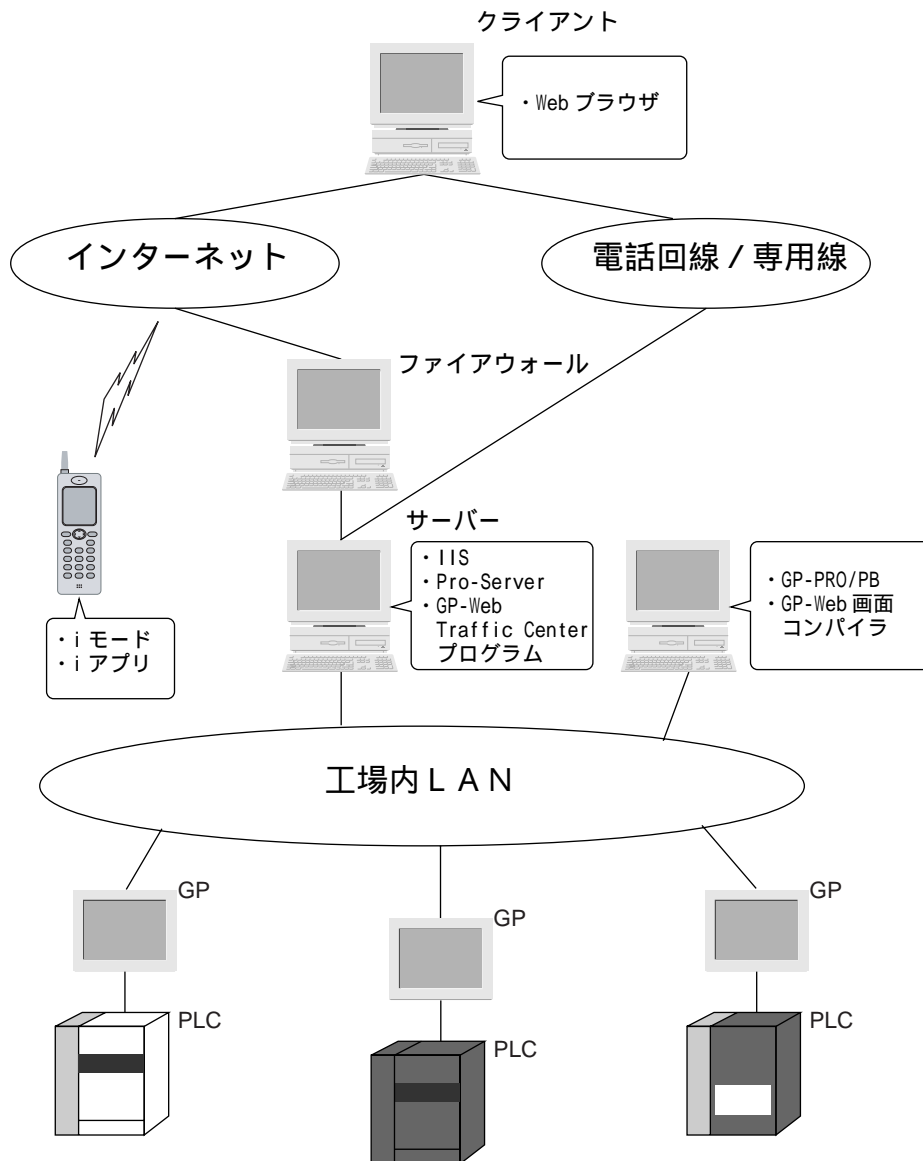 クライアント
・Web ブラウザ
インターネット
電話回線 / 専用線
ファイアウォール
サーバー
・IIS
・Pro-Server
・GP-Web
Traffic Center
プログラム
・GP-PRO/PB
・GP-Web 画面
コンパイラ
・i モード
・i アプリ
工場内ＬＡＮ
GP
GP
GP
PLC
PLC
PLC